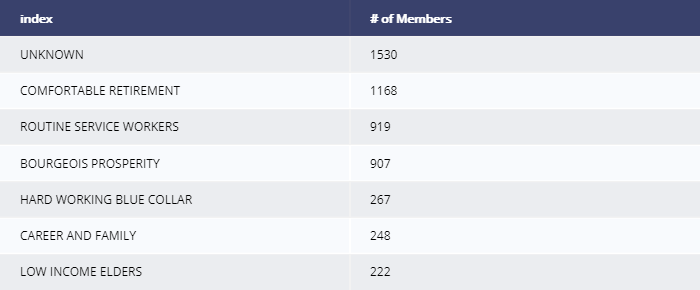 index # of Members
UNKNOWN 1530
COMFORTABLE RETIREMENT 1168
ROUTINE SERVICE WORKERS 919
BOURGEOIS PROSPERITY 907
HARD WORKING BLUE COLLAR 267
CAREER AND FAMILY 248
LOW INCOME ELDERS 222